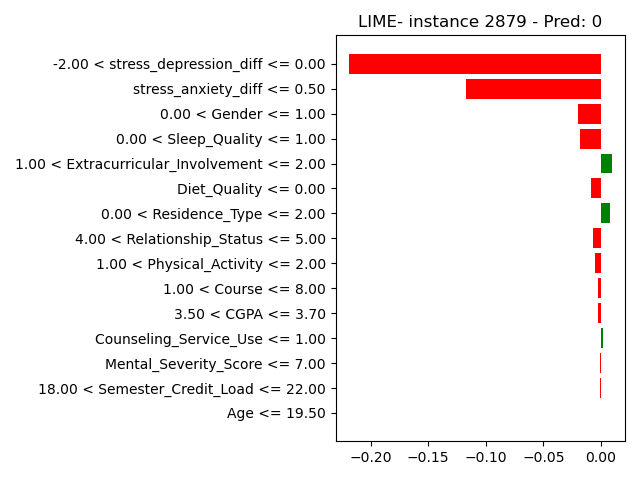 LIME- instance 2879 - Pred: 0
-2.00 < stress_depression_diff <= 0.00
stress_anxiety_diff <= 0.50
0.00 < Gender <= 1.00
0.00 < Sleep_Quality <= 1.00
1.00 < Extracurricular_Involvement <= 2.00
Diet_Quality <= 0.00
0.00 < Residence_Type <= 2.00
4.00 < Relationship_Status <= 5.00
1.00 < Physical_Activity <= 2.00
1.00 < Course <= 8.00
3.50 < CGPA <= 3.70
Counseling_Service_Use <= 1.00
Mental_Severity_Score <= 7.00
18.00 < Semester_Credit_Load <= 22.00
Age <= 19.50
−0.20 −0.15 −0.10 −0.05 0.00